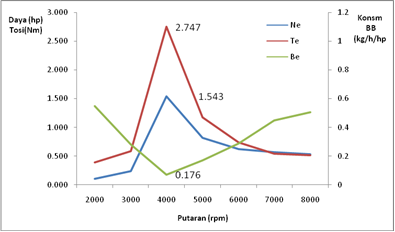 Daya (hp)
Tosi(Nm)
Konsm
BB
(kg/h/hp
3.000
2.500
2.000
1.500
1.000
0.500
0.000
1.2
1
0.8
0.6
0.4
0.2
0
2.747
1.543
0.176
Ne
Te
Be
2000 3000 4000 5000 6000 7000 8000
Putaran (rpm)